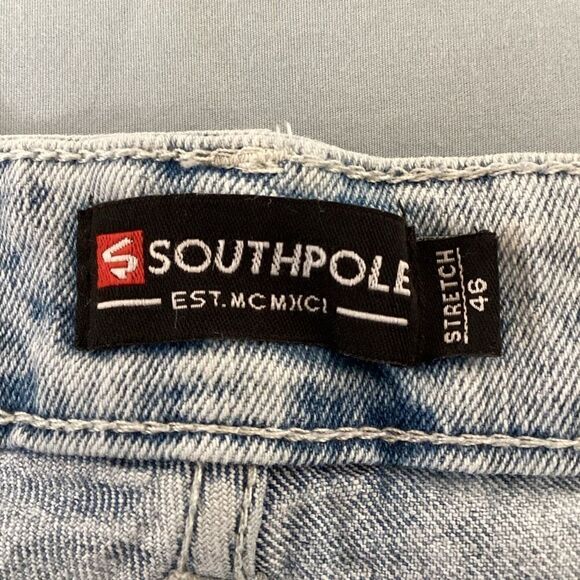 SOUTHPOLE
EST.MCMXCI
STRETCH
46